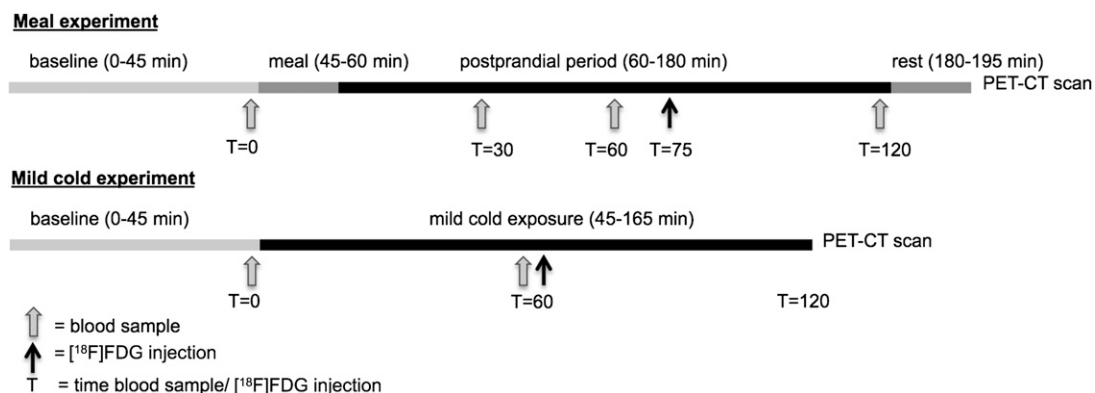 Meal experiment
baseline (0-45 min) meal (45-60 min) postprandial period (60-180 min) rest (180-195 min)
PET-CT scan
T=0 T=30 T=60 T=75 T=120
Mild cold experiment
baseline (0-45 min) mild cold exposure (45-165 min)
PET-CT scan
T=0 T=60 T=120
= blood sample
= [¹⁸F]FDG injection
T = time blood sample/ [¹⁸F]FDG injection